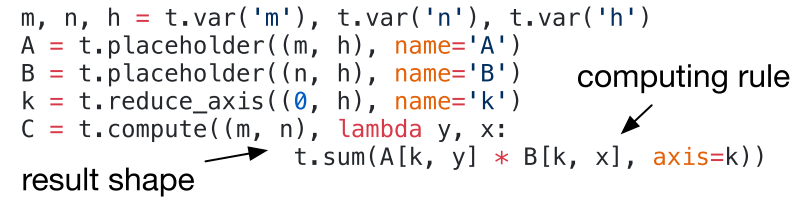 m, n, h = t.var('m'), t.var('n'), t.var('h')
A = t.placeholder((m, h), name='A')
B = t.placeholder((n, h), name='B')
k = t.reduce_axis((0, h), name='k')
computing rule
C = t.compute((m, n), lambda y, x:
t.sum(A[k, y] * B[k, x], axis=k))
result shape